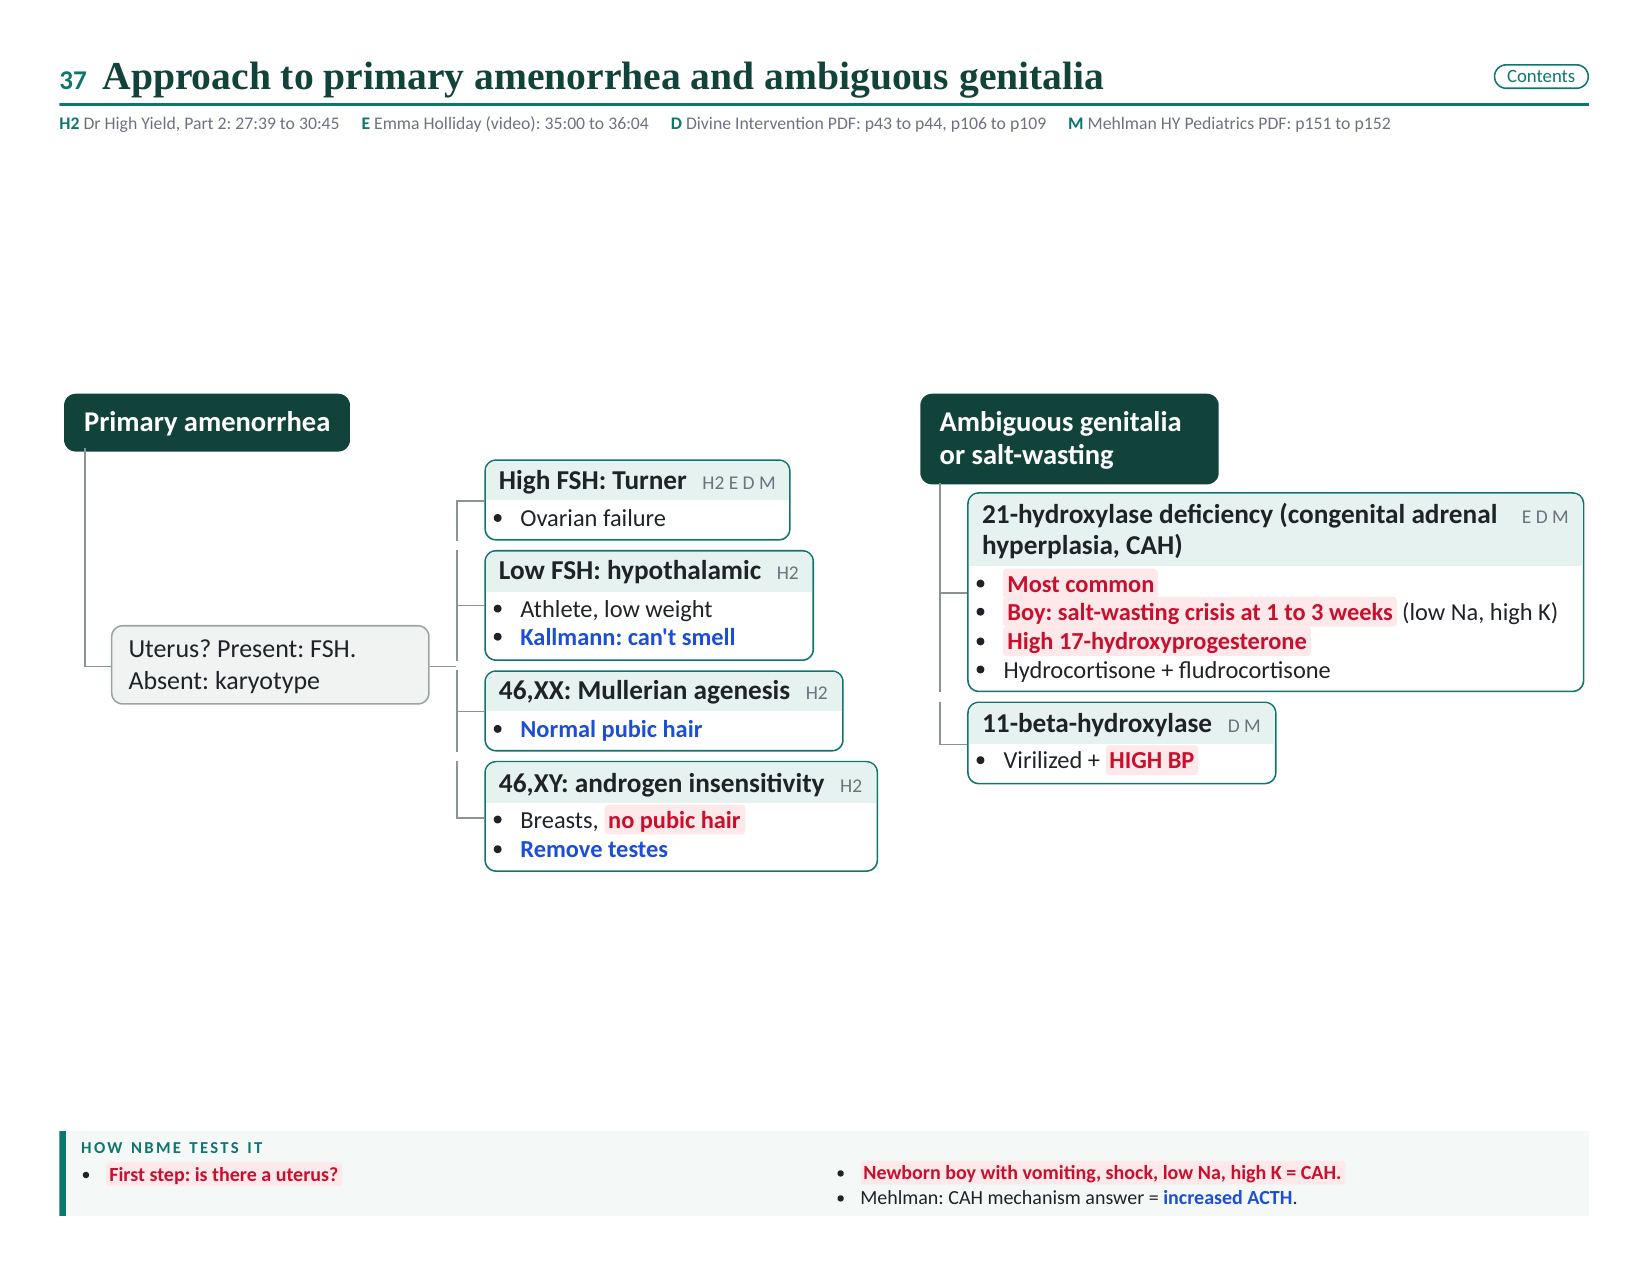 37 Approach to primary amenorrhea and ambiguous genitalia
Contents
H2 Dr High Yield, Part 2: 27:39 to 30:45 E Emma Holliday (video): 35:00 to 36:04 D Divine Intervention PDF: p43 to p44, p106 to p109 M Mehlman HY Pediatrics PDF: p151 to p152
Primary amenorrhea
Uterus? Present: FSH.
Absent: karyotype
High FSH: Turner H2 E D M
• Ovarian failure
Low FSH: hypothalamic H2
• Athlete, low weight
• Kallmann: can't smell
46,XX: Mullerian agenesis H2
• Normal pubic hair
46,XY: androgen insensitivity H2
• Breasts, no pubic hair
• Remove testes
Ambiguous genitalia
or salt-wasting
21-hydroxylase deficiency (congenital adrenal E D M
hyperplasia, CAH)
• Most common
• Boy: salt-wasting crisis at 1 to 3 weeks (low Na, high K)
• High 17-hydroxyprogesterone
• Hydrocortisone + fludrocortisone
11-beta-hydroxylase D M
• Virilized + HIGH BP
HOW NBME TESTS IT
• First step: is there a uterus?
• Newborn boy with vomiting, shock, low Na, high K = CAH.
• Mehlman: CAH mechanism answer = increased ACTH.